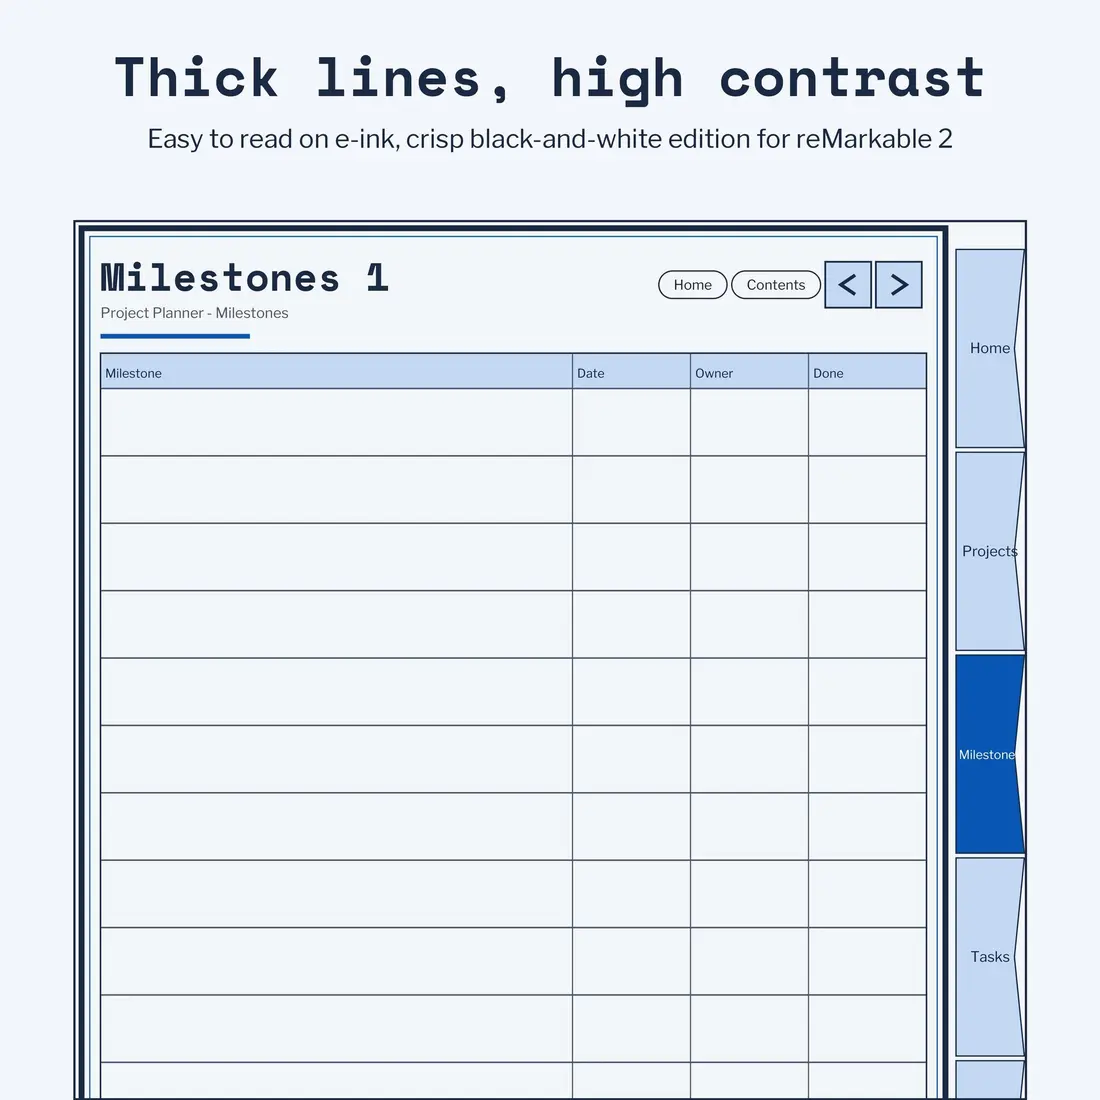 Thick lines, high contrast
Easy to read on e-ink, crisp black-and-white edition for reMarkable 2
Milestones 1
Project Planner - Milestones
Home
Contents
<
>
Milestone
Date
Owner
Done
Home
Projects
Milestone
Tasks